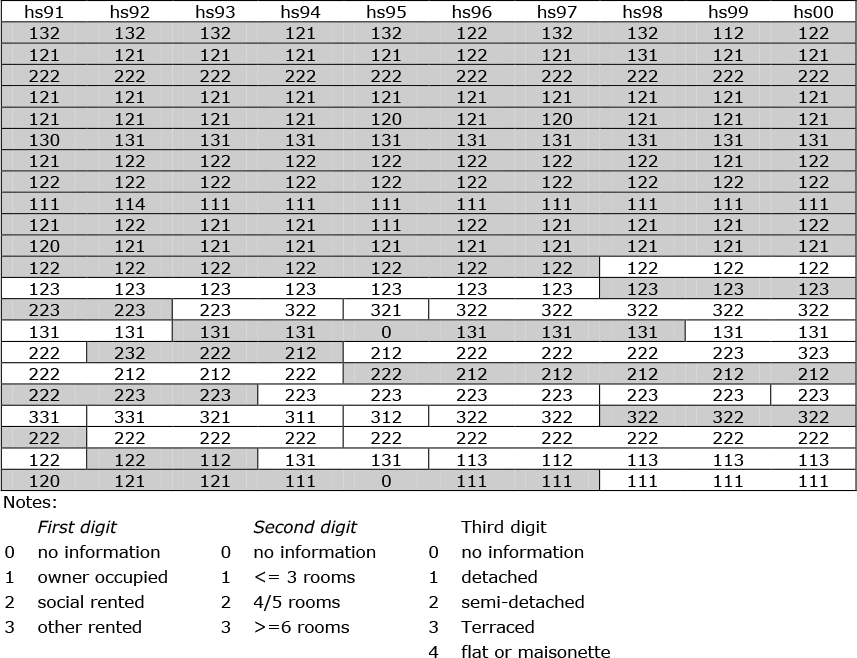 hs91 hs92 hs93 hs94 hs95 hs96 hs97 hs98 hs99 hs00
132 132 132 121 132 122 132 132 112 122
121 121 121 121 122 122 121 131 121 121
222 222 222 222 222 222 222 222 222 222
121 121 121 121 121 121 121 121 121 121
121 121 121 121 120 121 120 121 121 121
130 131 131 131 131 131 131 131 131 131
121 122 122 122 122 122 122 122 121 122
122 122 122 122 122 122 122 122 122 122
111 114 111 111 111 111 111 111 111 111
121 122 121 121 111 122 121 121 121 122
120 121 121 121 121 121 121 121 121 121
122 122 122 122 122 122 122 122 122 122
123 123 123 123 123 123 123 123 123 123
223 223 223 322 321 322 322 322 322 322
131 131 131 131 0 131 131 131 131 131
222 232 222 212 212 222 222 222 223 323
222 212 212 222 222 212 212 212 212 212
222 223 223 223 223 223 223 223 223 223
331 331 321 311 312 322 322 322 322 322
222 222 222 222 222 222 222 222 222 222
122 122 112 131 131 113 112 113 113 113
120 121 121 111 0 111 111 111 111 111
Notes:
First digit Second digit Third digit
0 no information 0 no information 0 no information
1 owner occupied 1 <= 3 rooms 1 detached
2 social rented 2 4/5 rooms 2 semi-detached
3 other rented 3 >=6 rooms 3 Terraced
4 flat or maisonette